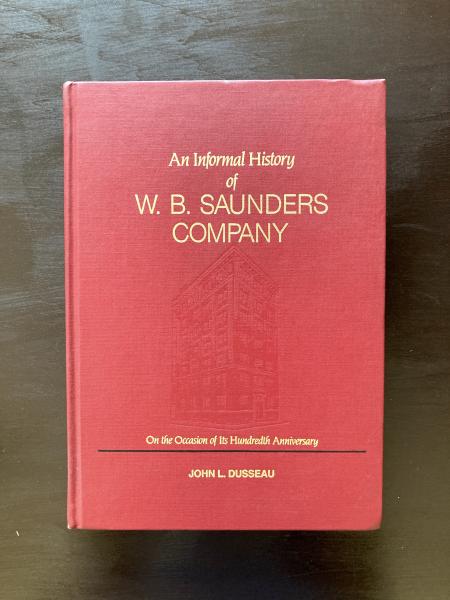 An Informal History
of
W. B. SAUNDERS
COMPANY
On the Occasion of Its Hundredth Anniversary
JOHN L. DUSSEAU